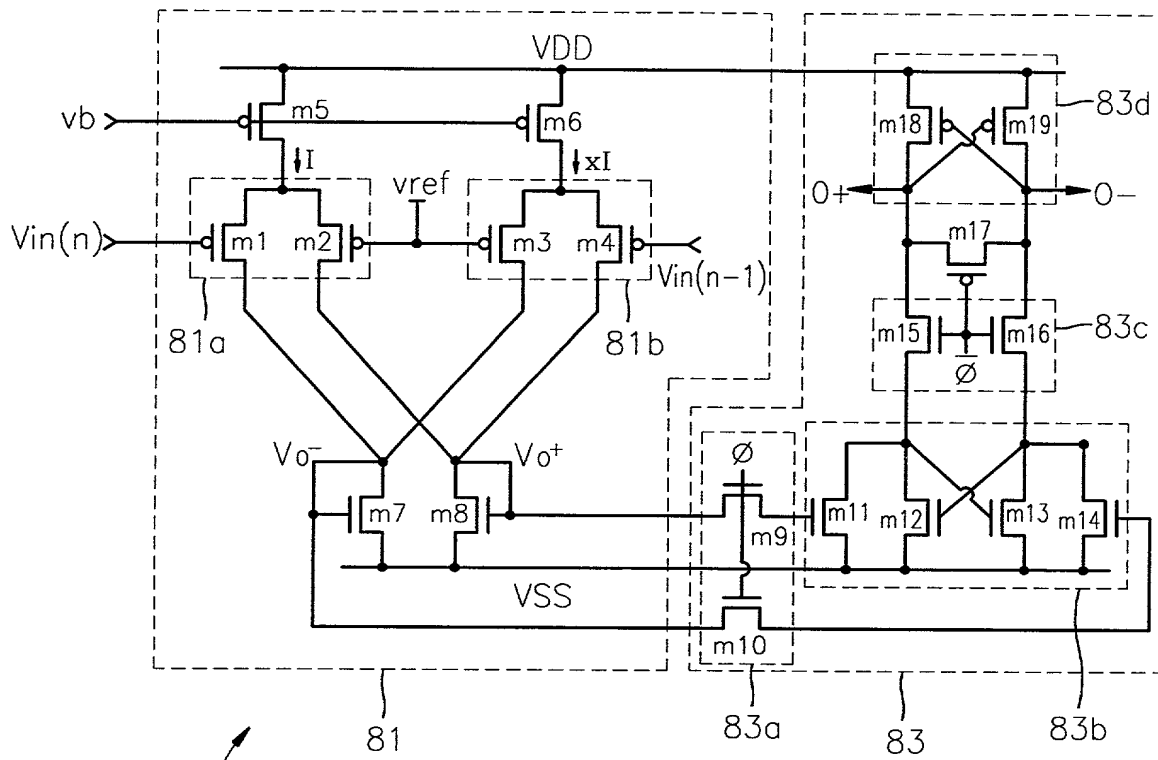 VDD
83d
vb
m5
m6
m18
m19
I
xI
vref
O+
O-
Vin(n)
m1
m2
m3
m4
Vin(n-1)
m17
81a
81b
m15
m16
83c
Φ̅
Vo-
Vo+
Ø
m7
m8
m9
m11
m12
m13
m14
VSS
m10
81
83a
83
83b